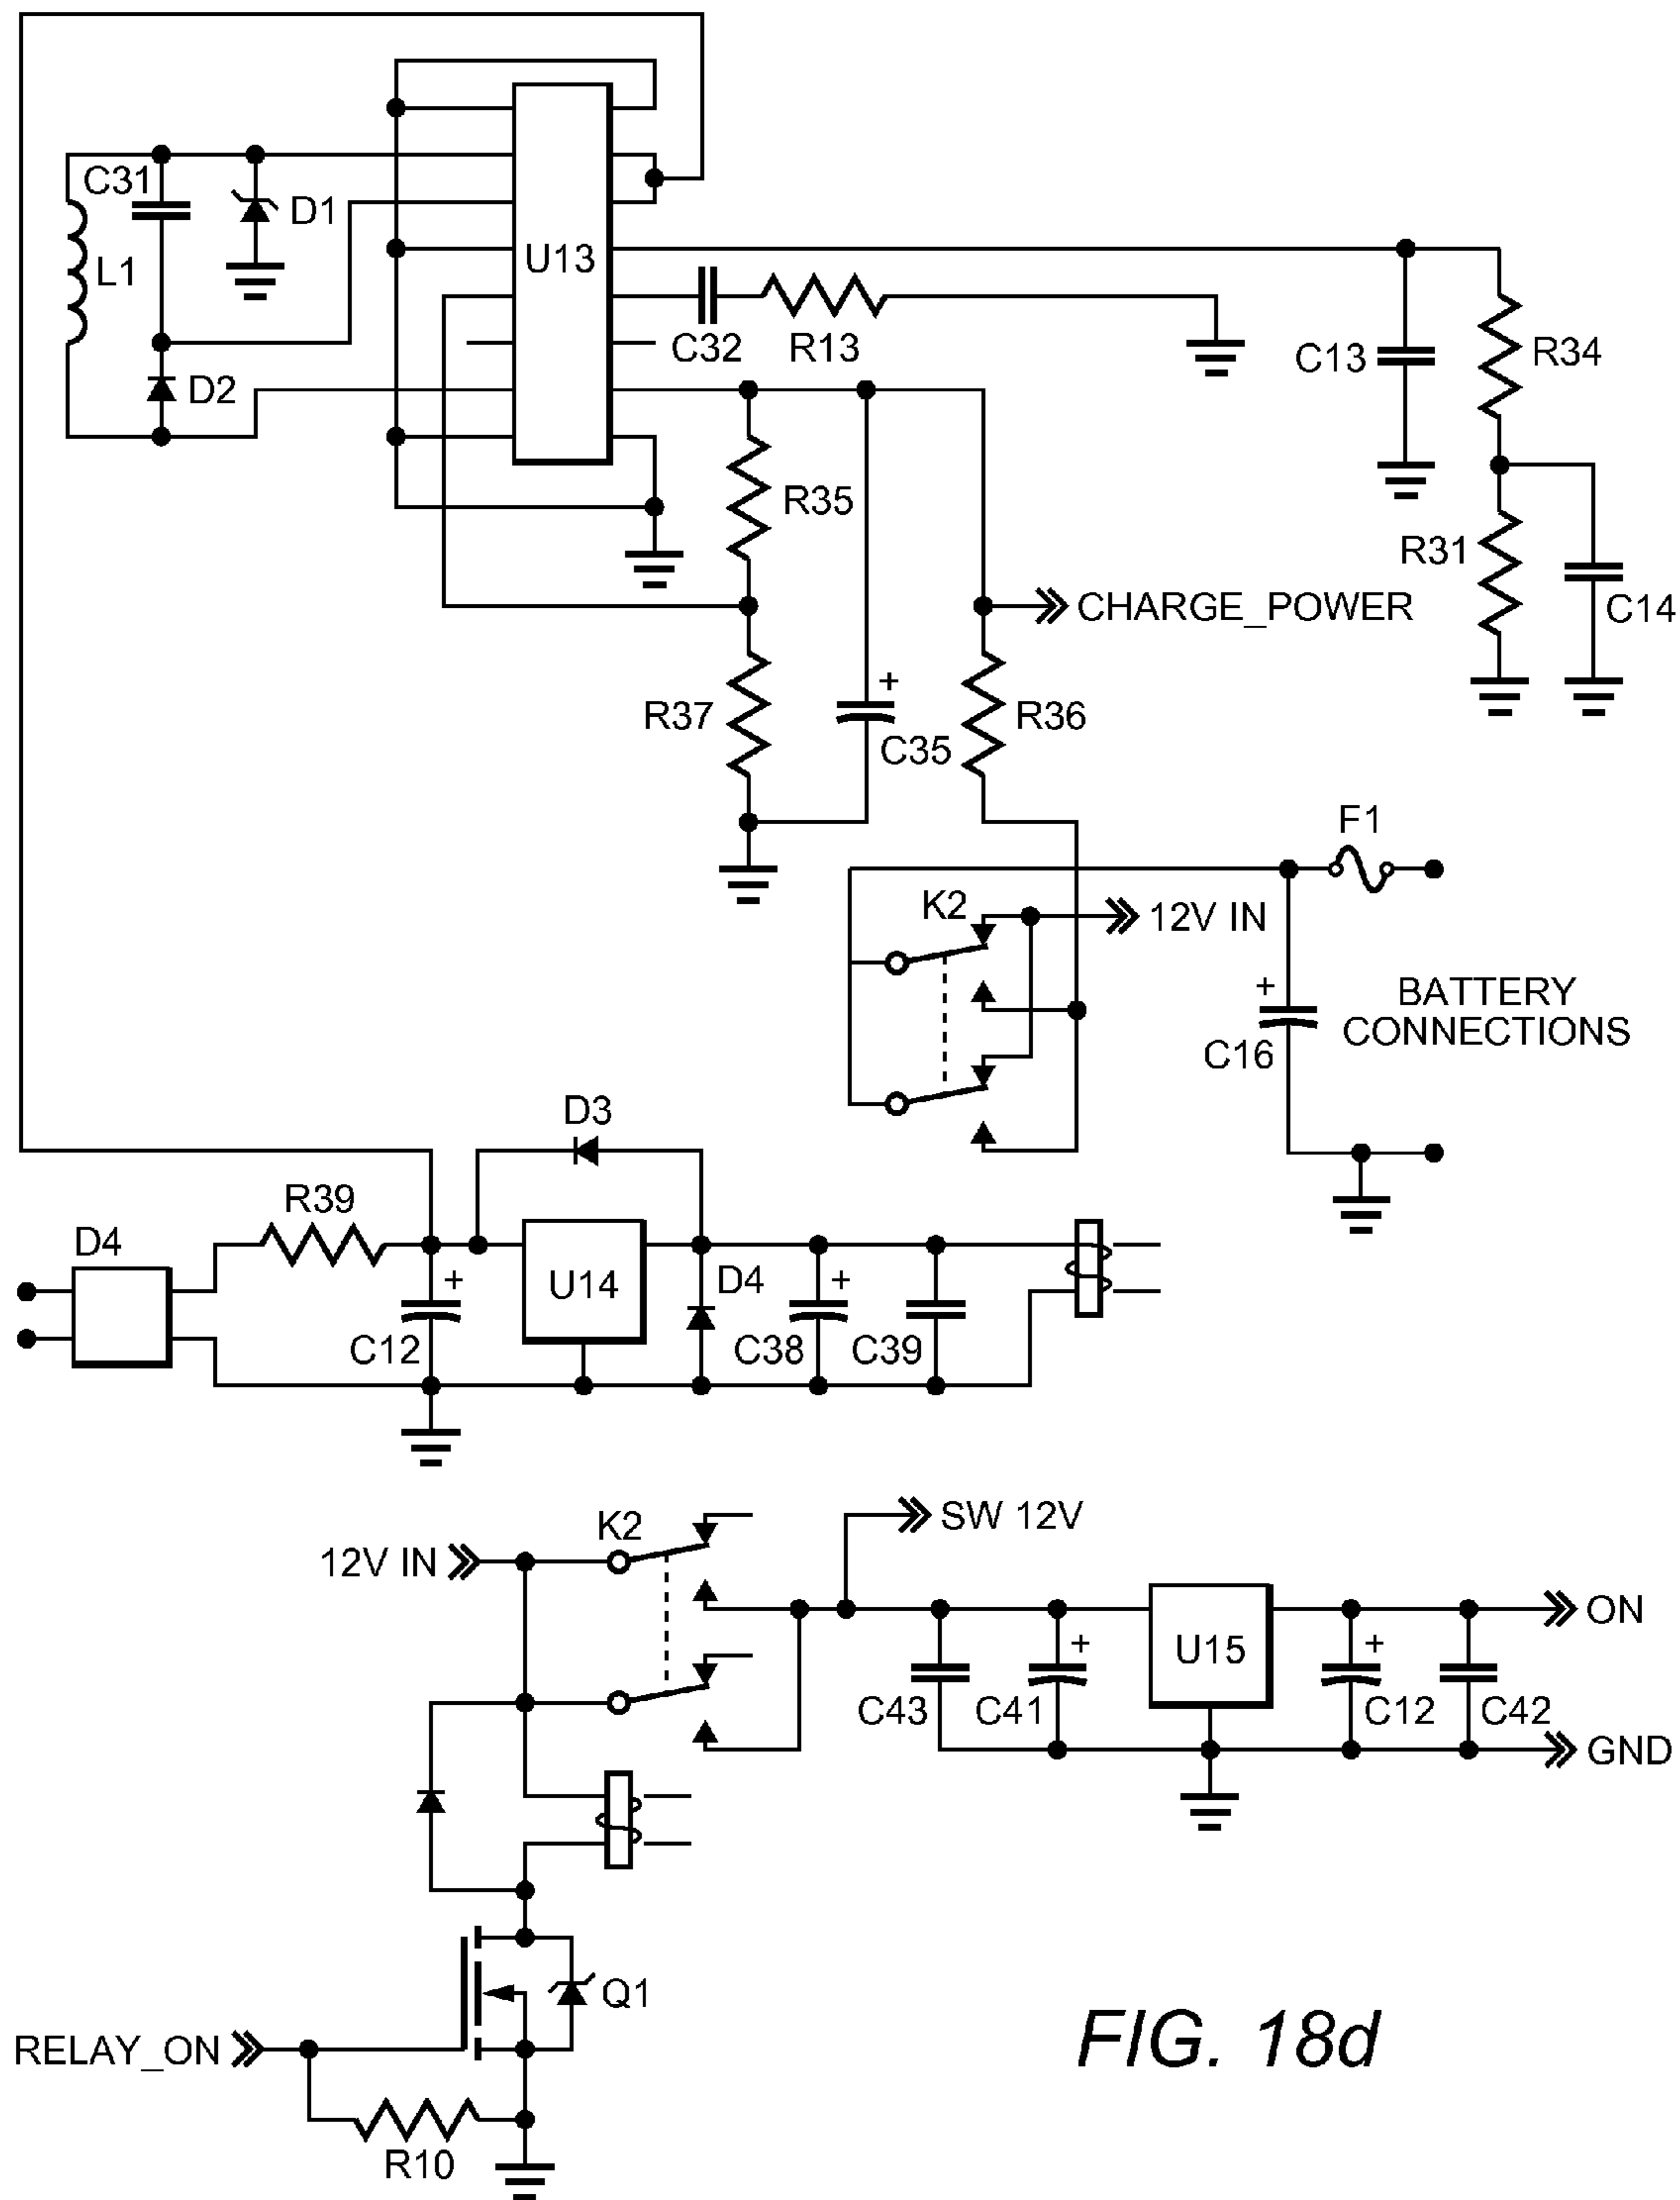 C31
D1
L1
U13
D2
C32
R13
C13
R34
R35
R31
C14
CHARGE_POWER
R37
+
C35
R36
F1
K2
12V IN
+
BATTERY
CONNECTIONS
C16
D3
R39
D4
+
U14
D4
+
C12
C38
C39
K2
SW 12V
12V IN
ON
U15
+
+
C43
C41
C12
C42
GND
Q1
RELAY_ON
R10
FIG. 18d